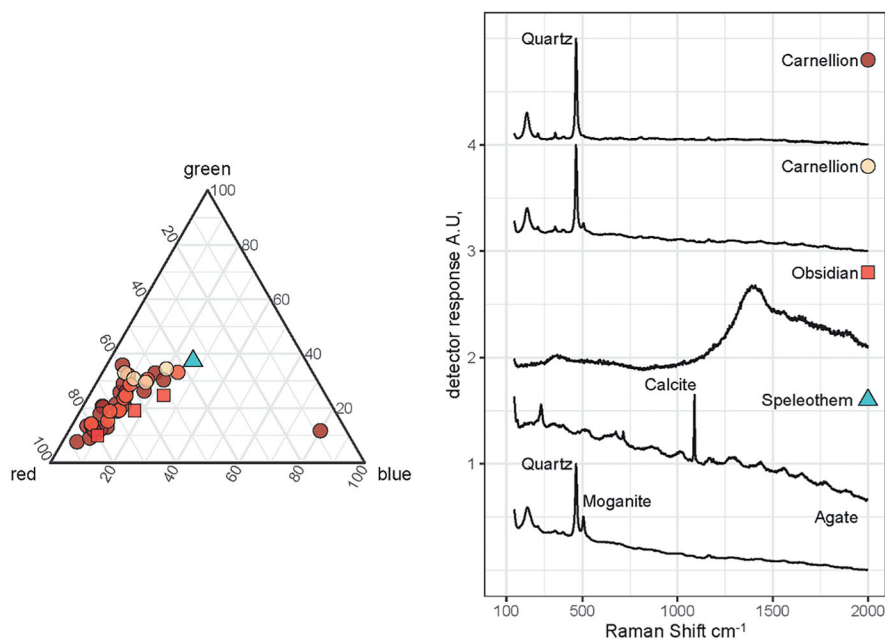 green
100
20
80
40
60
60
40
80
20
100
red
20
40
60
80
100
blue
Quartz
Carnellion
4
Carnellion
3
Obsidian
detector response A.U,
2
Calcite
Speleothem
1
Quartz
Moganite
Agate
100
500
1000
1500
2000
Raman Shift cm⁻¹